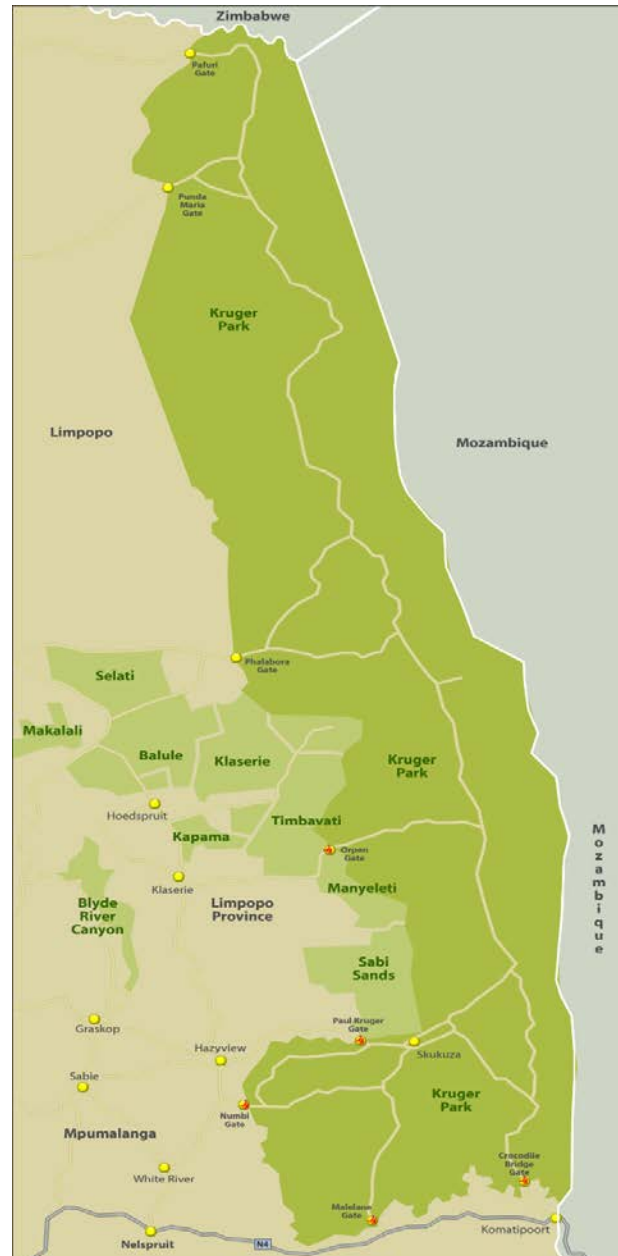 Zimbabwe
Pafuri
Gate
Punda
Maria
Gate
Kruger
Park
Limpopo
Mozambique
Phalabora
Gate
Selati
Makalali
Balule
Klaserie
Kruger
Park
Hoedspruit
Timbavati
Kapama
Orpen
Gate
Klaserie
Manyeleti
Blyde
River
Canyon
Limpopo
Province
Mozambique
Sabi
Sands
Graskop
Paul Kruger
Gate
Skukuza
Hazyview
Sabie
Kruger
Park
Numbi
Gate
Mpumalanga
White River
Crocodile
Bridge
Gate
Malelane
Gate
Komatipoort
Nelspruit
N4